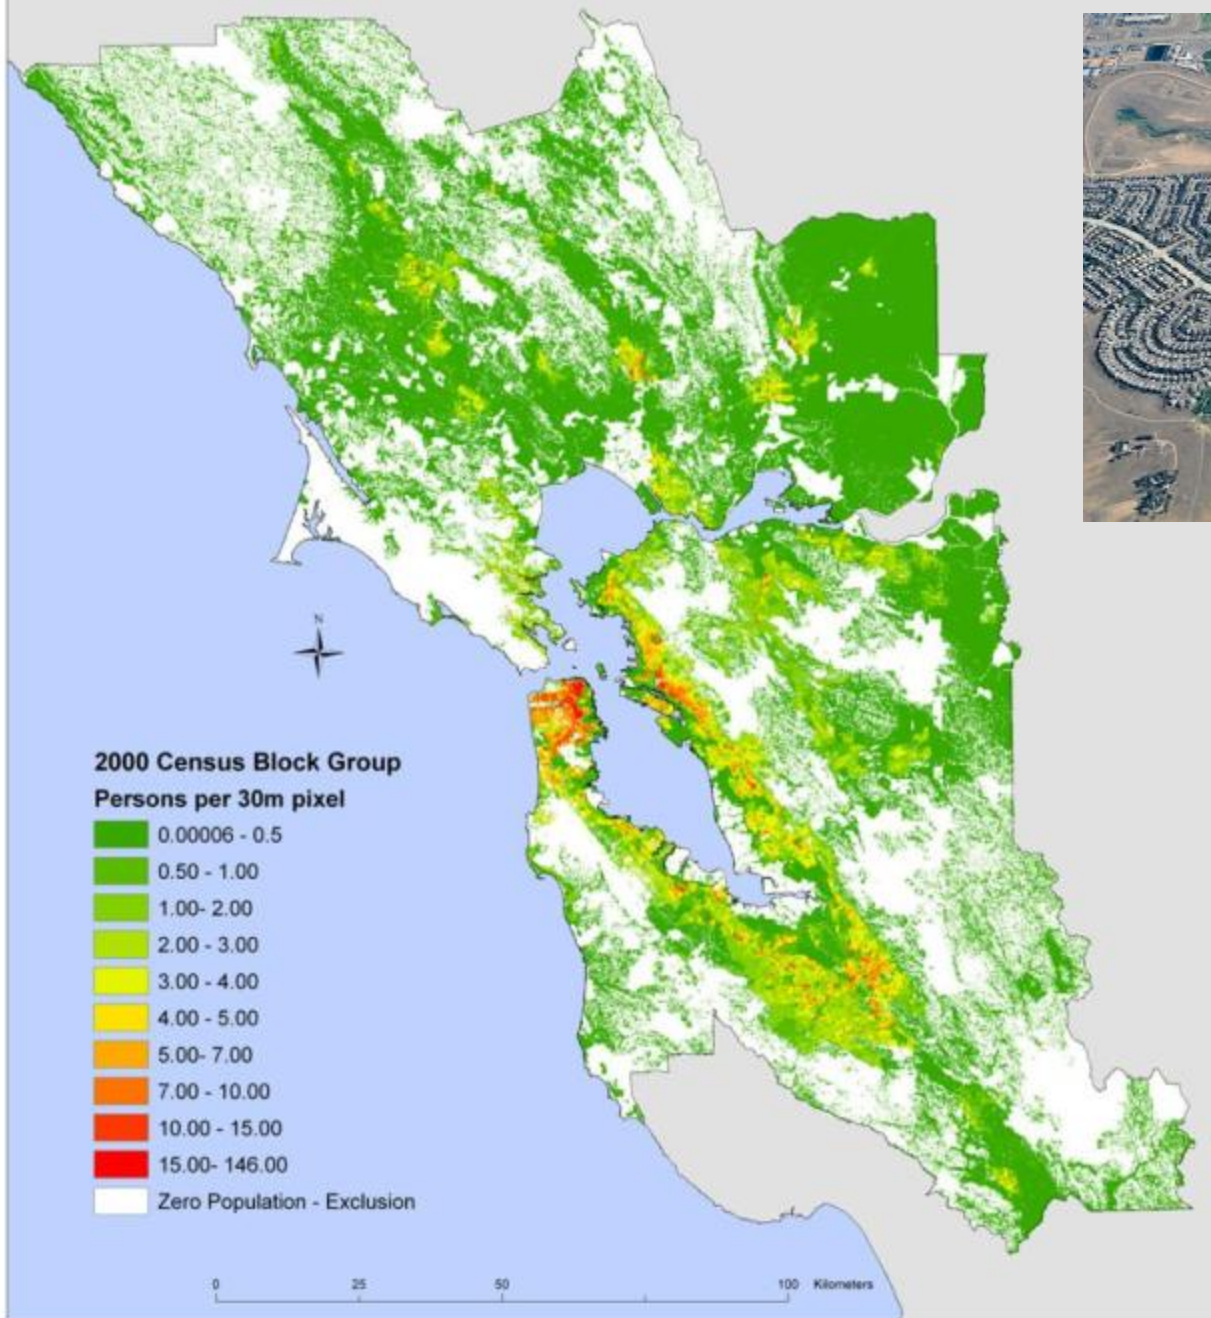 N
2000 Census Block Group
Persons per 30m pixel
0.00006 - 0.5
0.50 - 1.00
1.00- 2.00
2.00 - 3.00
3.00 - 4.00
4.00 - 5.00
5.00- 7.00
7.00 - 10.00
10.00 - 15.00
15.00- 146.00
Zero Population - Exclusion
0 25 50 100 Kilometers